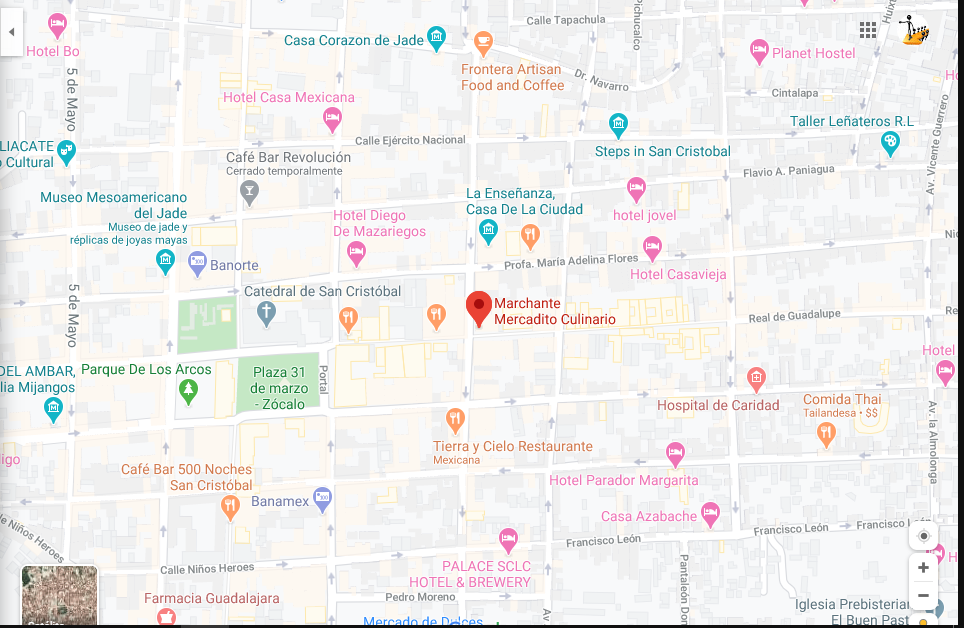 Calle Tapachula
Huixt
Pichucalco
Hotel Bo
Casa Corazon de Jade
Planet Hostel
Frontera Artisan
Food and Coffee
Dr. Navarro
5 de Mayo
Hotel Casa Mexicana
Cintalapa
Ho
Taller Leñateros R.L
LIACATE
o Cultural
Calle Ejército Nacional
Steps in San Cristobal
Av. Vicente Guerrero
Café Bar Revolución
Cerrado temporalmente
Flavio A. Paniagua
Museo Mesoamericano
del Jade
Museo de jade y
réplicas de joyas mayas
La Enseñanza,
Casa De La Ciudad
Hotel Diego
De Mazariegos
hotel jovel
Nic
Banorte
Profa. María Adelina Flores
Hotel Casavieja
5 de Mayo
Catedral de San Cristóbal
Marchante
Mercadito Culinario
Real de Guadalupe
Hotel
DEL AMBAR,
lia Mijangos
Parque De Los Arcos
Plaza 31
de marzo
- Zócalo
Portal
Hospital de Caridad
Comida Thai
Tailandesa • $$
Av. la Almolonga
Tierra y Cielo Restaurante
Mexicana
igo
Café Bar 500 Noches
San Cristóbal
Hotel Parador Margarita
Banamex
Casa Azabache
Calle de Niños Heroes
Francisco León
Francisco León
Francisco León
H
PALACE SCLC
HOTEL & BREWERY
Calle Niños Heroes
Pantaleón Dom
Farmacia Guadalajara
Pedro Moreno
Av
Iglesia Prebisterian
El Buen Past
Mercado de Dulces